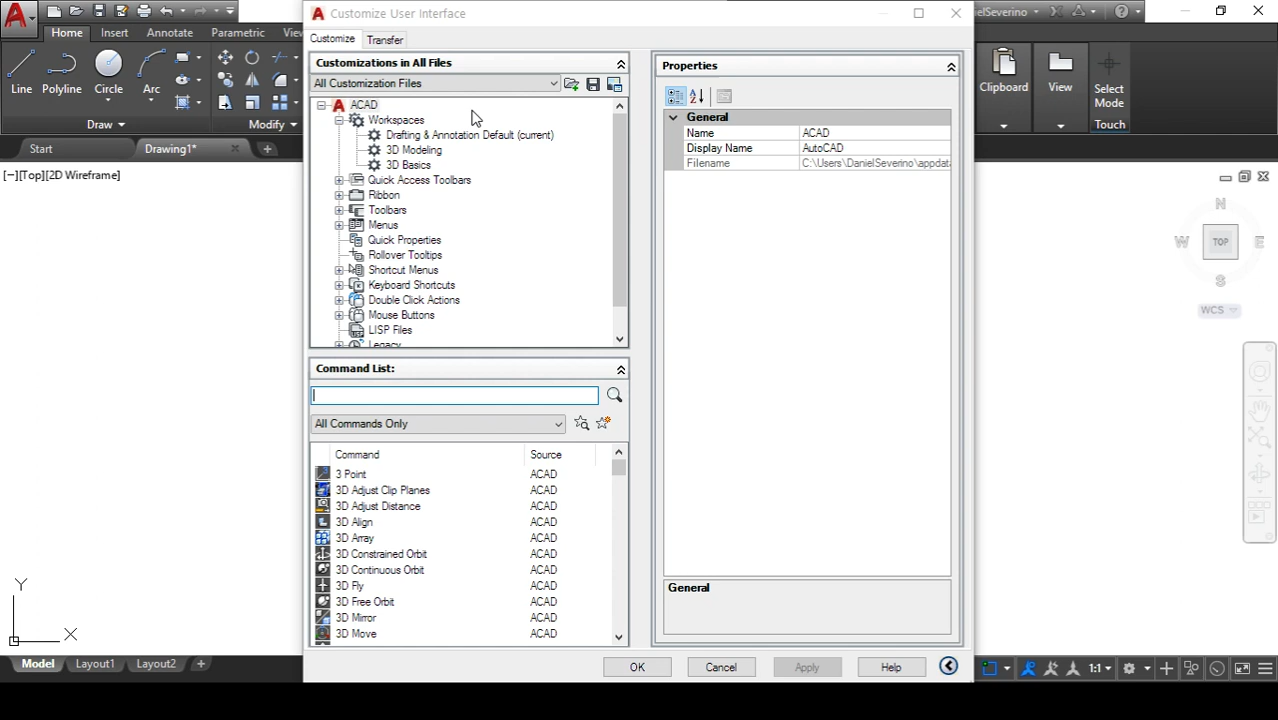 Customize User Interface
elSeverino
Home Insert Annotate Parametric
Line Polyline Circle Arc
Draw Modify
Clipboard View Select Mode
Touch
Start Drawing1*
[−][Top][2D Wireframe]
Customize Transfer
Customizations in All Files
All Customization Files
ACAD
Workspaces
Drafting & Annotation Default (current)
3D Modeling
3D Basics
Quick Access Toolbars
Ribbon
Toolbars
Menus
Quick Properties
Rollover Tooltips
Shortcut Menus
Keyboard Shortcuts
Double Click Actions
Mouse Buttons
LISP Files
Legacy
Command List:
All Commands Only
Command Source
3 Point ACAD
3D Adjust Clip Planes ACAD
3D Adjust Distance ACAD
3D Align ACAD
3D Array ACAD
3D Constrained Orbit ACAD
3D Continuous Orbit ACAD
3D Fly ACAD
3D Free Orbit ACAD
3D Mirror ACAD
3D Move ACAD
Properties
General
Name ACAD
Display Name AutoCAD
Filename C:\Users\DanielSeverino\appdat
General
OK Cancel Apply Help
N
W TOP E
S
WCS
Y
X
Model Layout1 Layout2
1:1